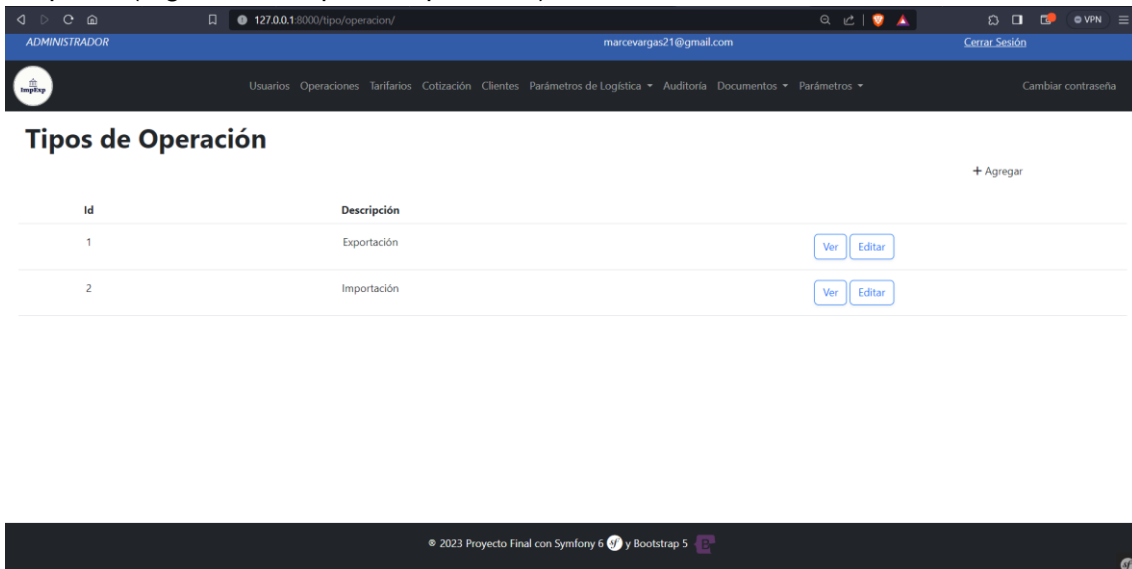 127.0.0.1:8000/tipo/operacion/
VPN
ADMINISTRADOR marcevargas21@gmail.com Cerrar Sesión
ImpExp
Usuarios Operaciones Tarifarios Cotización Clientes Parámetros de Logística Auditoría Documentos Parámetros Cambiar contraseña
Tipos de Operación
+ Agregar
Id Descripción
1 Exportación Ver Editar
2 Importación Ver Editar
© 2023 Proyecto Final con Symfony 6 sf y Bootstrap 5 B
sf